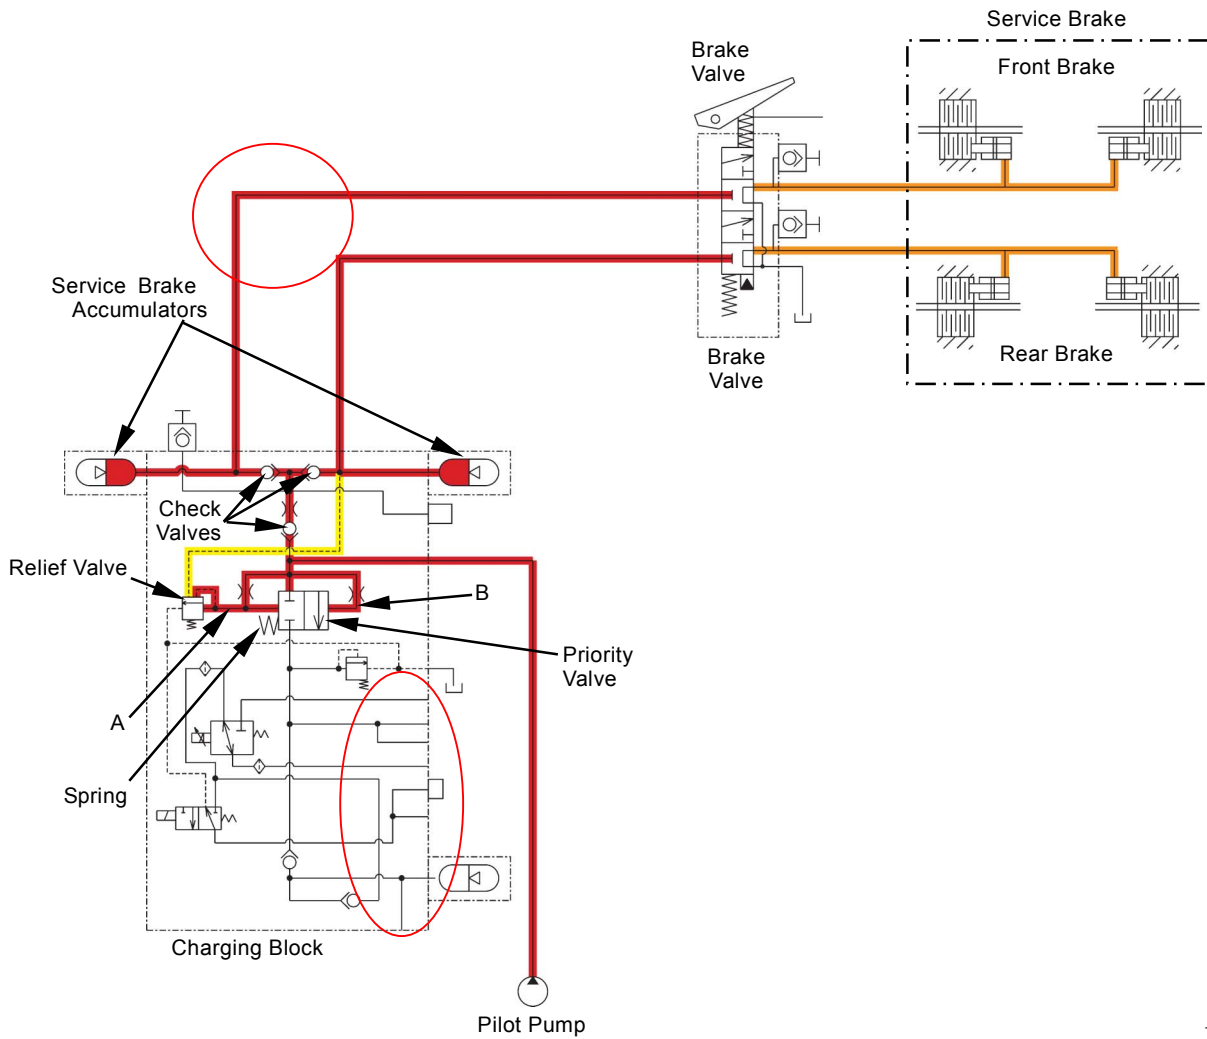 Service Brake
Brake
Valve
Front Brake
Service Brake
Accumulators
Brake
Valve
Rear Brake
Check
Valves
Relief Valve
B
Priority
Valve
A
Spring
Charging Block
Pilot Pump